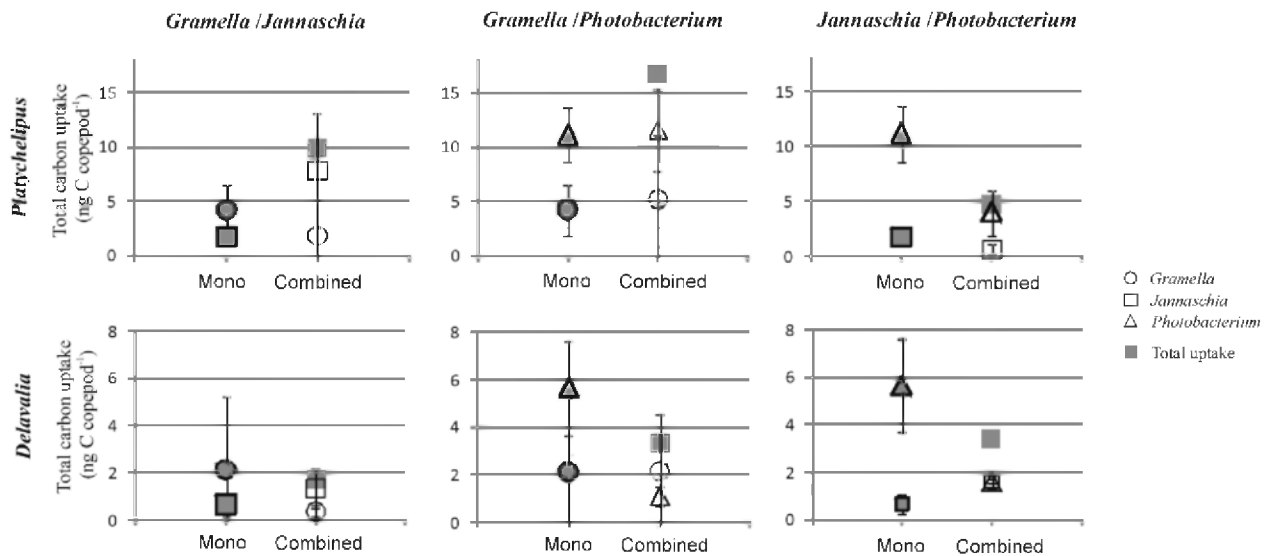 Gramella /Jannaschia
Gramella /Photobacterium
Jannaschia /Photobacterium
Platychelipus
Total carbon uptake
(ng C copepod⁻¹)
15
10
5
0
Mono
Combined
15
10
5
0
Mono
Combined
15
10
5
0
Mono
Combined
Gramella
Jannaschia
Photobacterium
Total uptake
Delavalia
Total carbon uptake
(ng C copepod⁻¹)
8
6
4
2
0
Mono
Combined
8
6
4
2
0
Mono
Combined
8
6
4
2
0
Mono
Combined